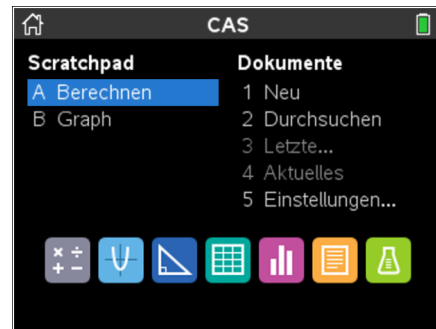 CAS
Scratchpad
A Berechnen
B Graph
Dokumente
1 Neu
2 Durchsuchen
3 Letzte...
4 Aktuelles
5 Einstellungen...